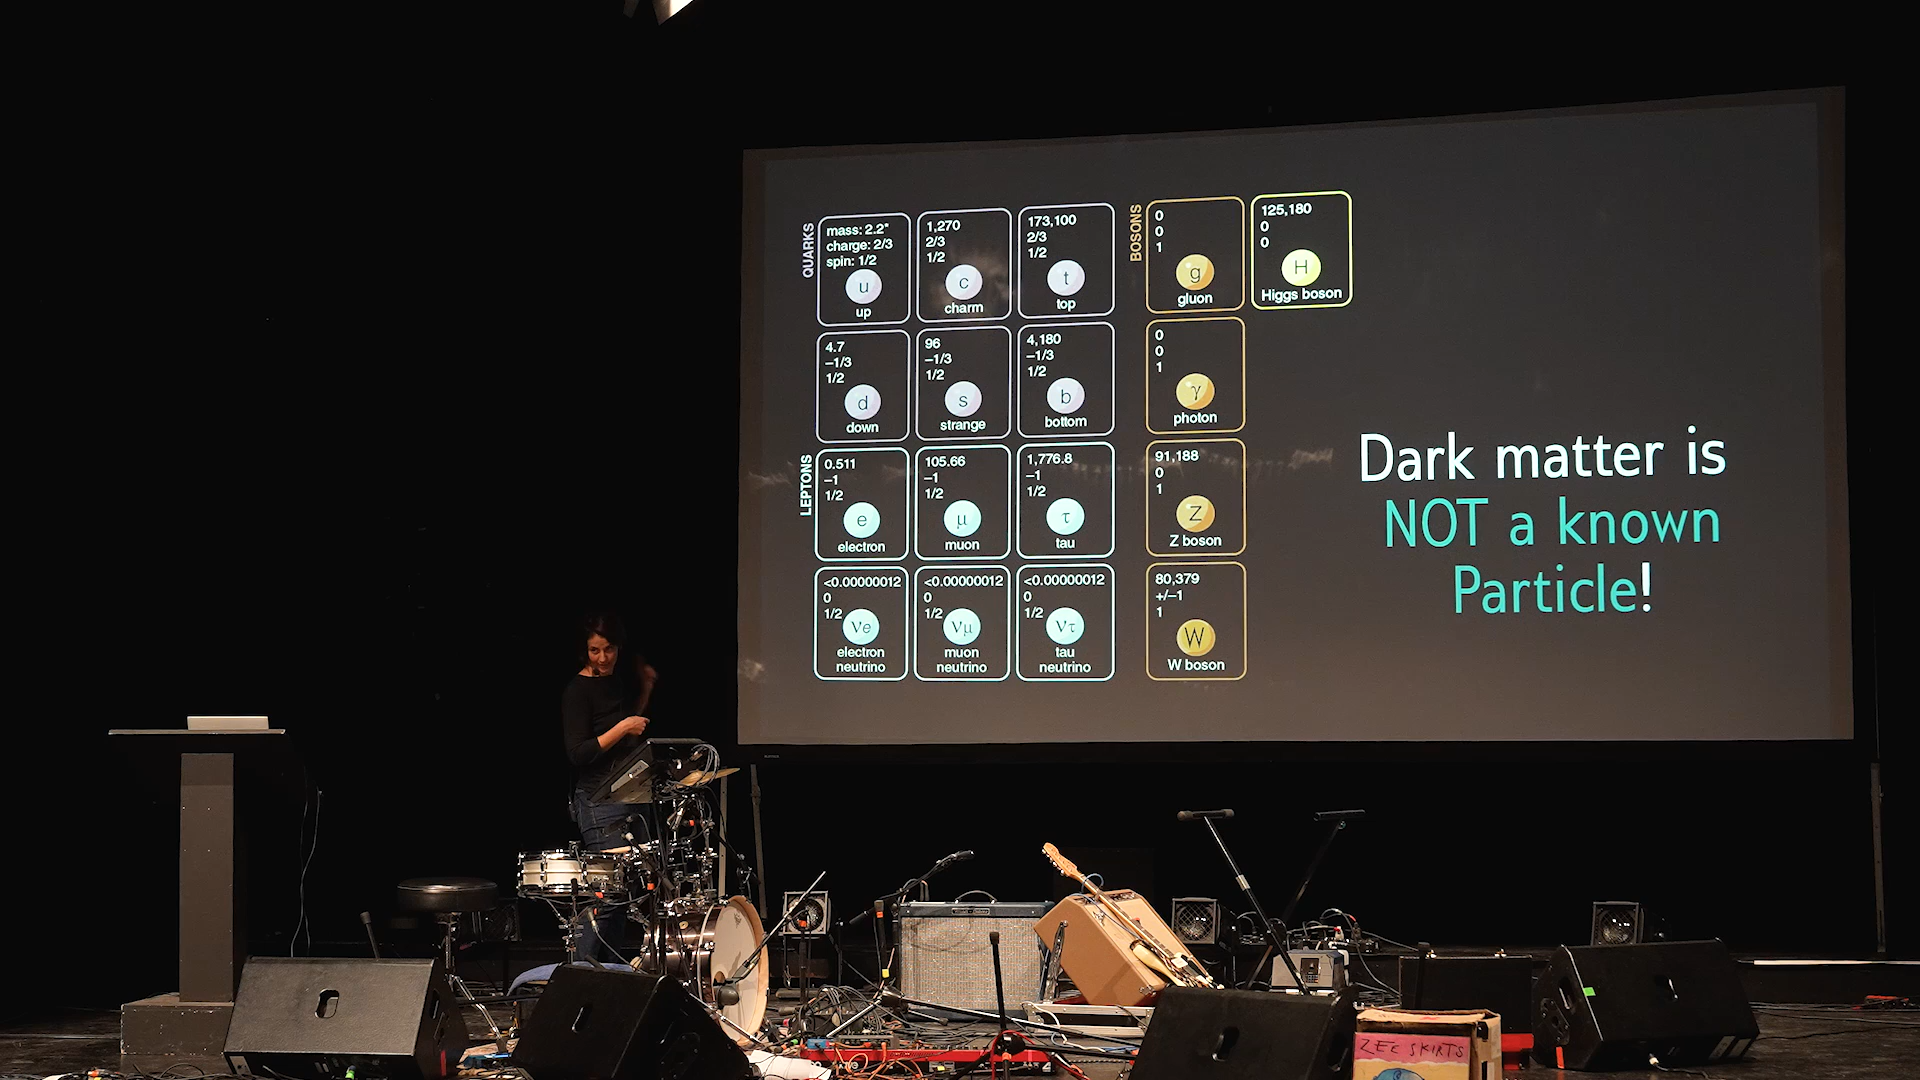 QUARKS
mass: 2.2*
charge: 2/3
spin: 1/2
u
up
1,270
2/3
1/2
c
charm
173,100
2/3
1/2
t
top
BOSONS
0
0
1
g
gluon
125,180
0
0
H
Higgs boson
4.7
–1/3
1/2
d
down
96
–1/3
1/2
s
strange
4,180
–1/3
1/2
b
bottom
0
0
1
γ
photon
LEPTONS
0.511
–1
1/2
e
electron
105.66
–1
1/2
μ
muon
1,776.8
–1
1/2
τ
tau
91,188
0
1
Z
Z boson
<0.00000012
0
1/2
νe
electron
neutrino
<0.00000012
0
1/2
νμ
muon
neutrino
<0.00000012
0
1/2
ντ
tau
neutrino
80,379
+/–1
1
W
W boson
Dark matter is
NOT a known
Particle!
ZEE SKIRTS